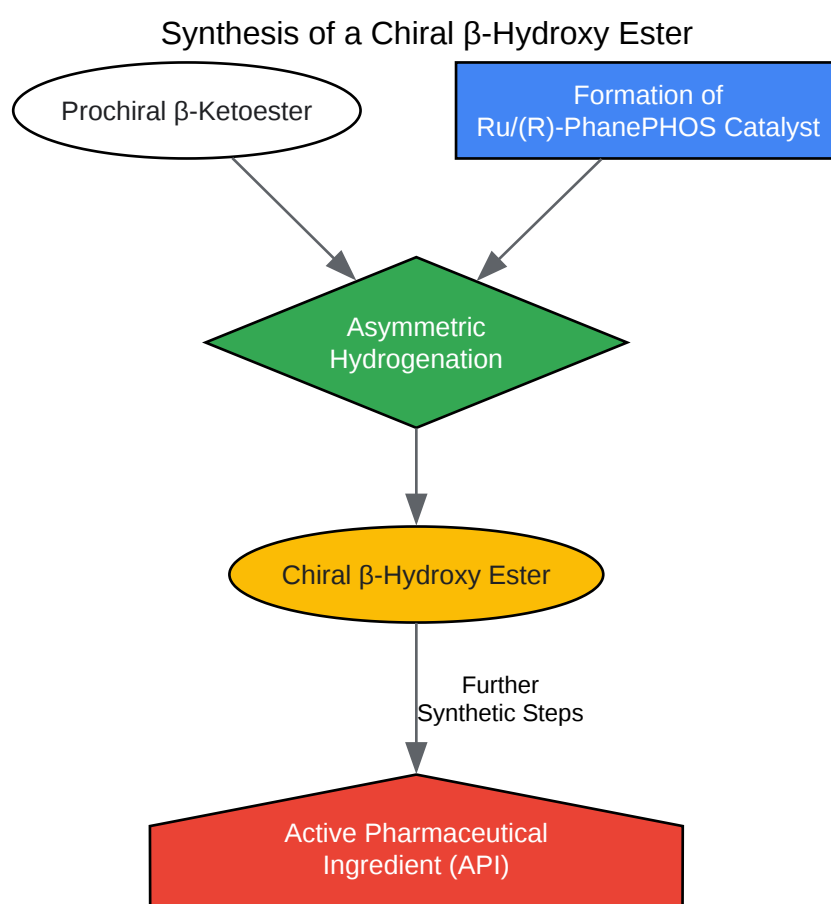 Synthesis of a Chiral β-Hydroxy Ester
Prochiral β-Ketoester
Formation of
Ru/(R)-PhanePHOS Catalyst
Asymmetric
Hydrogenation
Chiral β-Hydroxy Ester
Further
Synthetic Steps
Active Pharmaceutical
Ingredient (API)